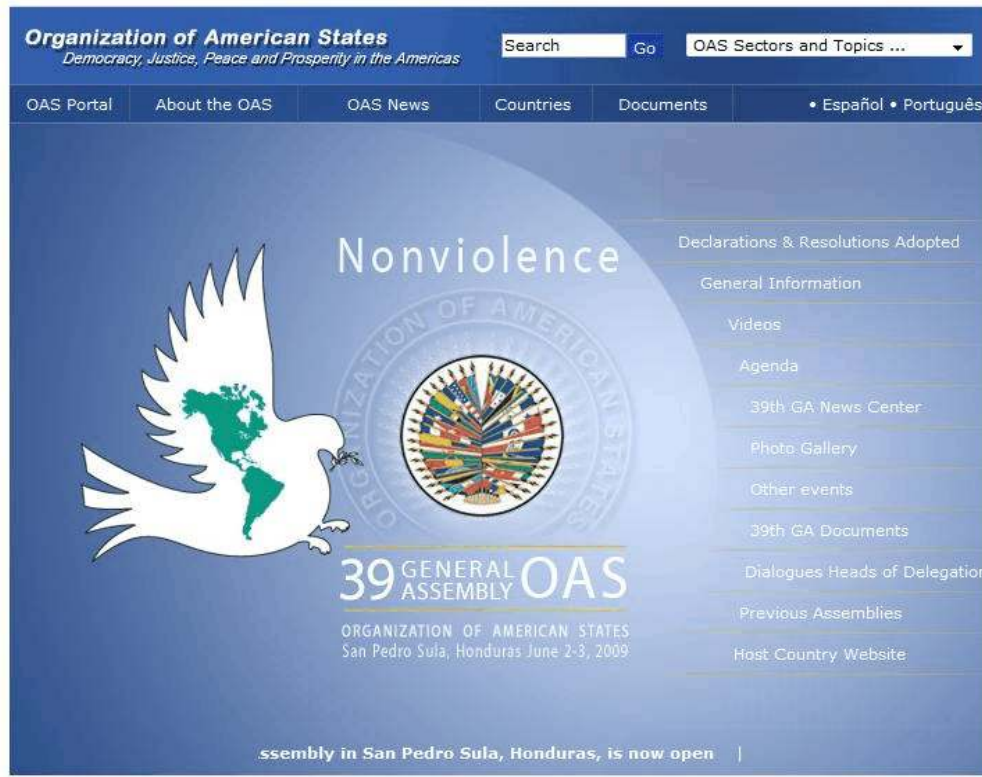 Organization of American States
Democracy, Justice, Peace and Prosperity in the Americas
Search
Go
OAS Sectors and Topics ...
OAS Portal
About the OAS
OAS News
Countries
Documents
• Español • Português
Nonviolence
ORGANIZATION OF AMERICAN STATES
39 GENERAL ASSEMBLY OAS
ORGANIZATION OF AMERICAN STATES
San Pedro Sula, Honduras June 2-3, 2009
Declarations & Resolutions Adopted
General Information
Videos
Agenda
39th GA News Center
Photo Gallery
Other events
39th GA Documents
Dialogues Heads of Delegation
Previous Assemblies
Host Country Website
ssembly in San Pedro Sula, Honduras, is now open |